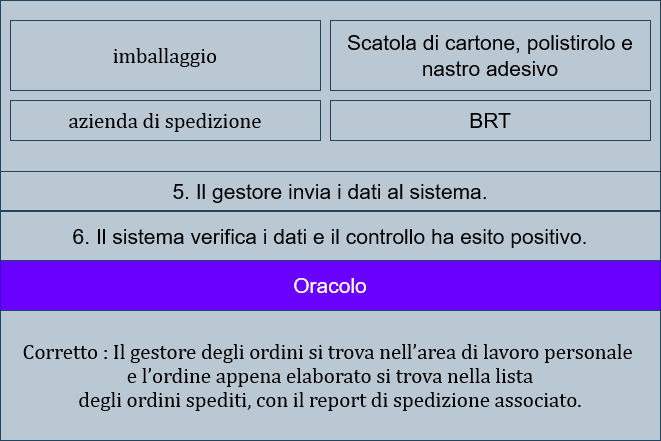 imballaggio
Scatola di cartone, polistirolo e
nastro adesivo
azienda di spedizione
BRT
5. Il gestore invia i dati al sistema.
6. Il sistema verifica i dati e il controllo ha esito positivo.
Oracolo
Corretto : Il gestore degli ordini si trova nell’area di lavoro personale
e l’ordine appena elaborato si trova nella lista
degli ordini spediti, con il report di spedizione associato.